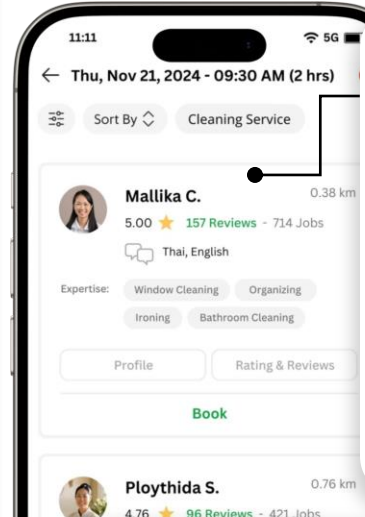 11:11 5G
Thu, Nov 21, 2024 - 09:30 AM (2 hrs)
Sort By Cleaning Service
Mallika C. 0.38 km
5.00 157 Reviews - 714 Jobs
Thai, English
Expertise: Window Cleaning Organizing
Ironing Bathroom Cleaning
Profile Rating & Reviews
Book
Ploythida S. 0.76 km
4.76 96 Reviews - 421 Jobs